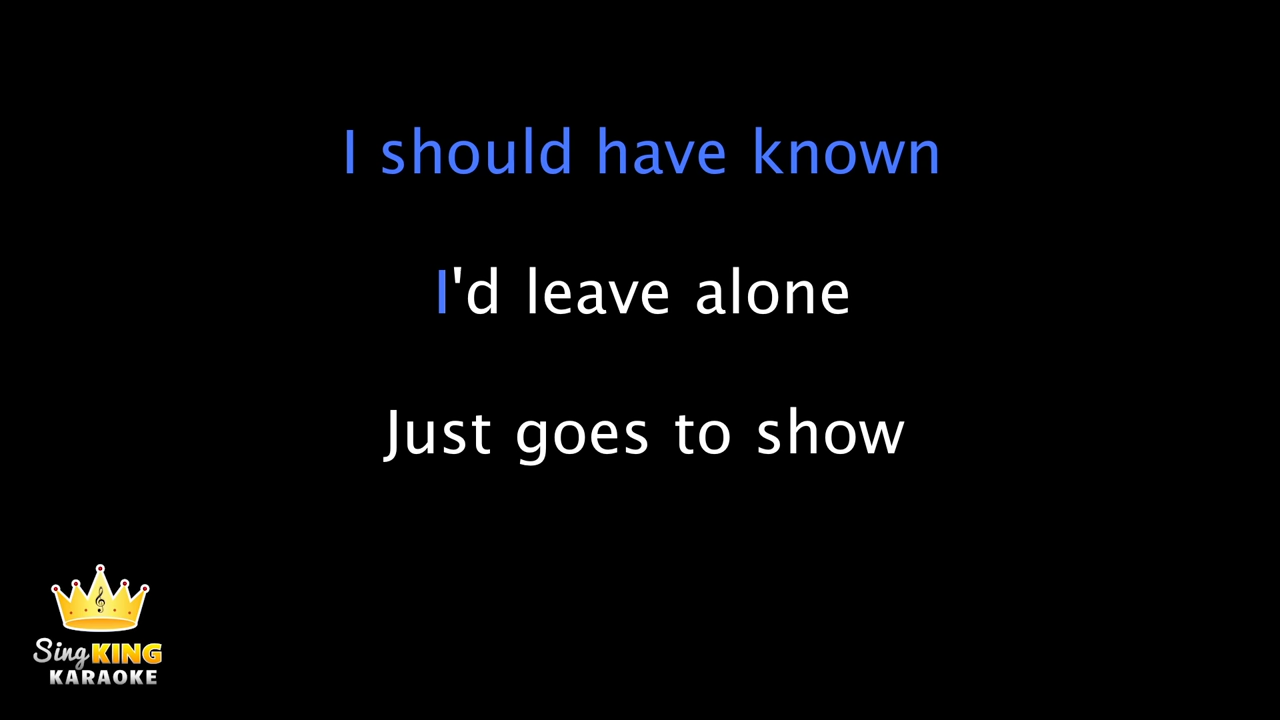 I should have known
I'd leave alone
Just goes to show
Sing KING
KARAOKE